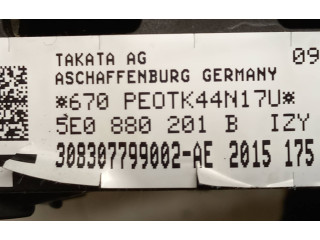 TAKATA AG 09
ASCHAFFENBURG GERMANY
*670 PEOTK44N17U*
5E0 880 201 B IZY
308307799002-AE 2015 175